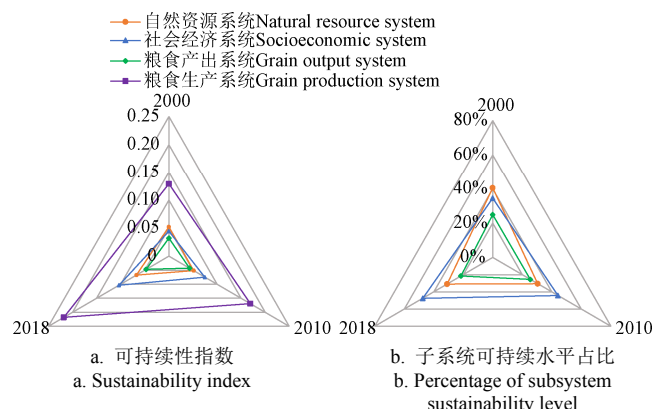 自然资源系统Natural resource system
社会经济系统Socioeconomic system
粮食产出系统Grain output system
粮食生产系统Grain production system
2000
0.25
0.20
0.15
0.10
0.05
0
2018
2010
a. 可持续性指数
a. Sustainability index
2000
80%
60%
40%
20%
0%
2018
2010
b. 子系统可持续水平占比
b. Percentage of subsystem
sustainability level